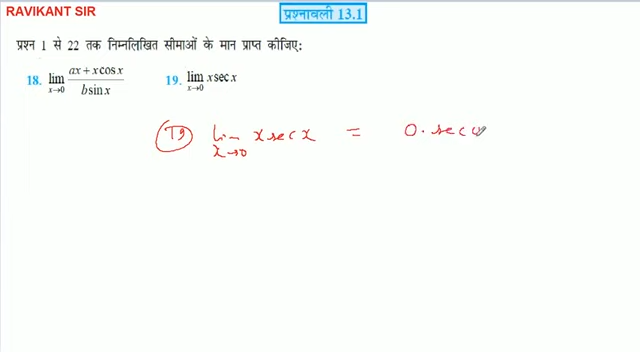 RAVIKANT SIR
प्रश्नावली 13.1
प्रश्न 1 से 22 तक निम्नलिखित सीमाओं के मान प्राप्त कीजिए:
18. lim x→0 (ax + x cos x)/(b sin x) 19. lim x→0 x sec x
19 lim x→0 x sec x = 0. sec